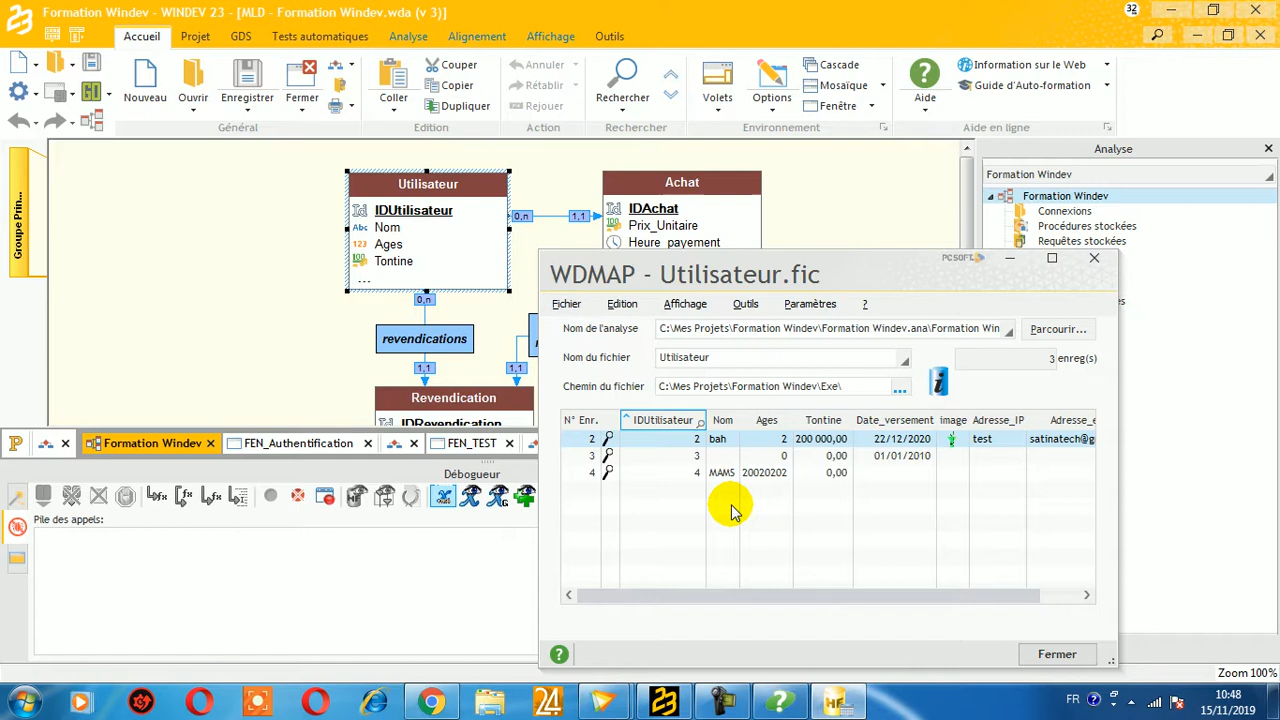 Formation Windev - WINDEV 23 - [MLD - Formation Windev.wda (v 3)]
32
Accueil Projet GDS Tests automatiques Analyse Alignement Affichage Outils
Nouveau Ouvrir Enregistrer Fermer
Coller Couper Copier Dupliquer
Annuler Rétablir Rejouer
Rechercher
Volets Options Cascade Mosaïque Fenêtre
Aide Information sur le Web Guide d'Auto-formation
Général Edition Action Rechercher Environnement Aide en ligne
Groupe Prin...
Utilisateur
Id IDUtilisateur
Abc Nom
123 Ages
Tontine
...
0,n 1,1
Achat
Id IDAchat
Prix_Unitaire
Heure_payement
0,n
revendications
1,1 1,1
Revendication
IDRevendication
Analyse
Formation Windev
Formation Windev
Connexions
Procédures stockées
Requêtes stockées
WDMAP - Utilisateur.fic
PCSOFT
Fichier Edition Affichage Outils Paramètres ?
Nom de l'analyse C:\Mes Projets\Formation Windev\Formation Windev.ana\Formation Win Parcourir...
Nom du fichier Utilisateur 3 enreg(s)
Chemin du fichier C:\Mes Projets\Formation Windev\Exe\ ...
N° Enr. IDUtilisateur Nom Ages Tontine Date_versement image Adresse_IP Adresse_e
2 2 bah 2 200 000,00 22/12/2020 test satinatech@g
3 3 0 0,00 01/01/2010
4 4 MAMS 20200202 0,00
Fermer
Formation Windev FEN_Authentification FEN_TEST
Débogueur
Pile des appels:
Zoom 100%
FR
10:48
15/11/2019